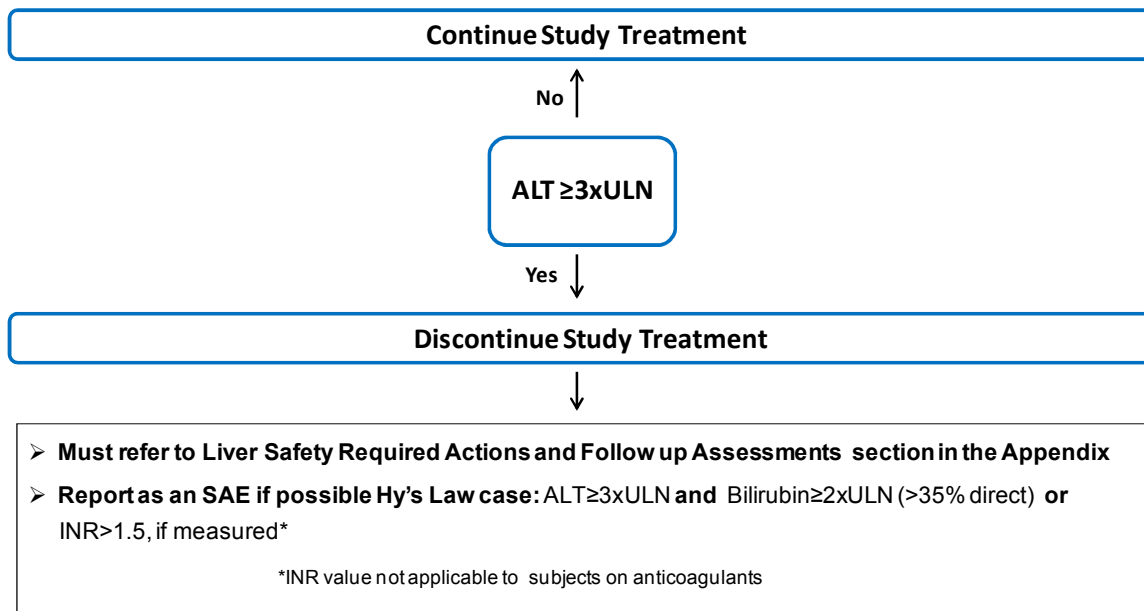 Continue Study Treatment
No
ALT ≥3xULN
Yes
Discontinue Study Treatment
➢ Must refer to Liver Safety Required Actions and Follow up Assessments section in the Appendix
➢ Report as an SAE if possible Hy's Law case: ALT≥3xULN and Bilirubin≥2xULN (>35% direct) or
INR>1.5, if measured*
*INR value not applicable to subjects on anticoagulants